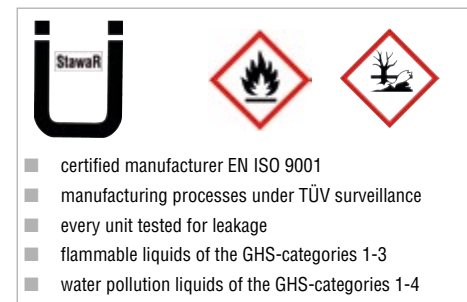 StawaR
certified manufacturer EN ISO 9001
manufacturing processes under TÜV surveillance
every unit tested for leakage
flammable liquids of the GHS-categories 1-3
water pollution liquids of the GHS-categories 1-4